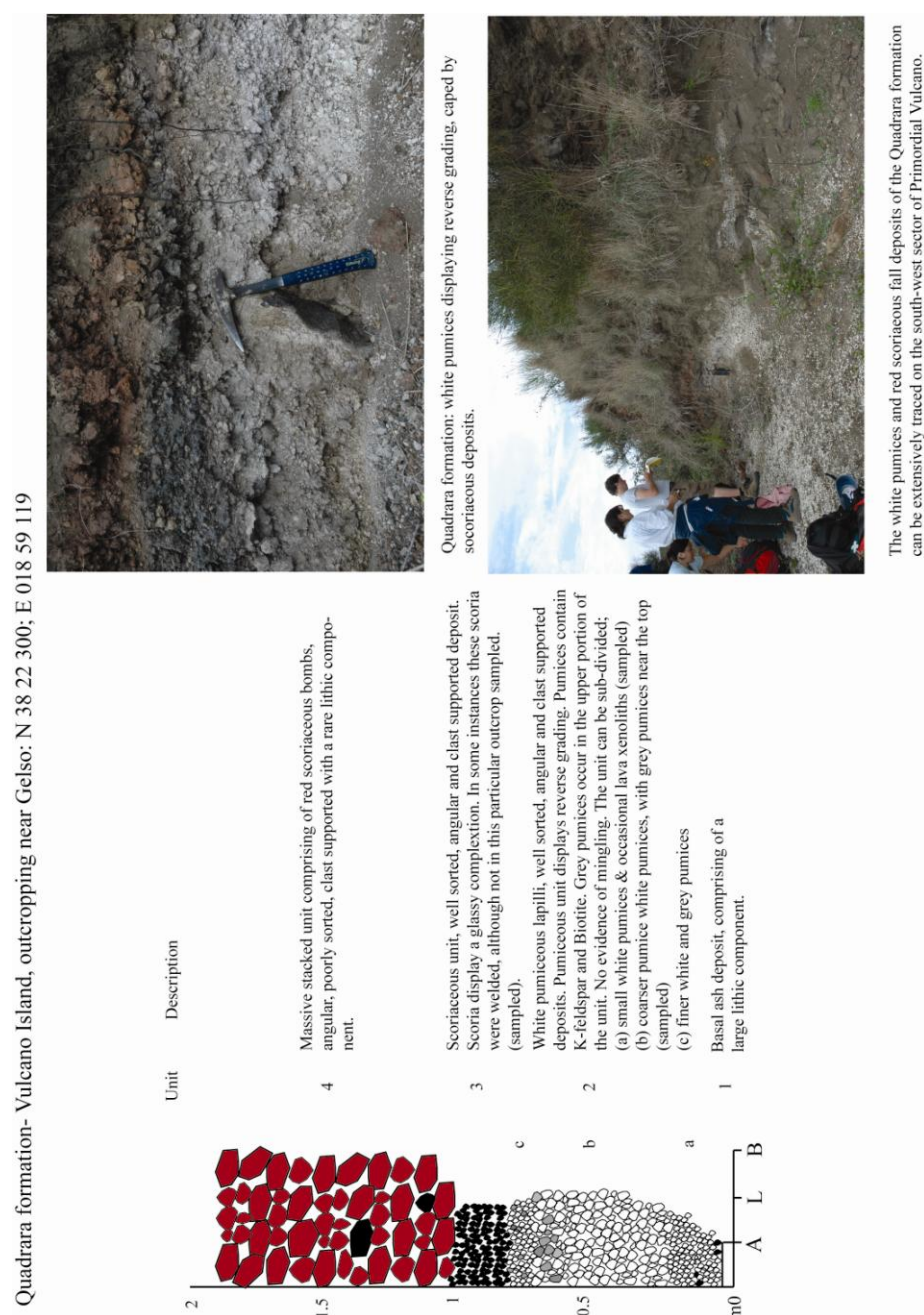 Quadrara formation- Vulcano Island, outcropping near Gelso: N 38 22 300; E 018 59 119
Unit
Description
4
Massive stacked unit comprising of red scoriaceous bombs,
angular, poorly sorted, clast supported with a rare lithic compo-
nent.
3
Scoriaceous unit, well sorted, angular and clast supported deposit.
Scoria display a glassy complextion. In some instances these scoria
were welded, although not in this particular outcrop sampled.
(sampled).
2
White pumiceous lapilli, well sorted, angular and clast supported
deposits. Pumiceous unit displays reverse grading. Pumices contain
K-feldspar and Biotite. Grey pumices occur in the upper portion of
the unit. No evidence of mingling. The unit can be sub-divided;
(a) small white pumices & occasional lava xenoliths (sampled)
(b) coarser pumice white pumices, with grey pumices near the top
(sampled)
(c) finer white and grey pumices
1
Basal ash deposit, comprising of a
large lithic component.
2
1.5
1
0.5
m0
c
b
a
A
L
B
Quadrara formation: white pumices displaying reverse grading, caped by
socoriaceous deposits.
The white pumices and red scoriaceous fall deposits of the Quadrara formation
can be extensively traced on the south-west sector of Primordial Vulcano.